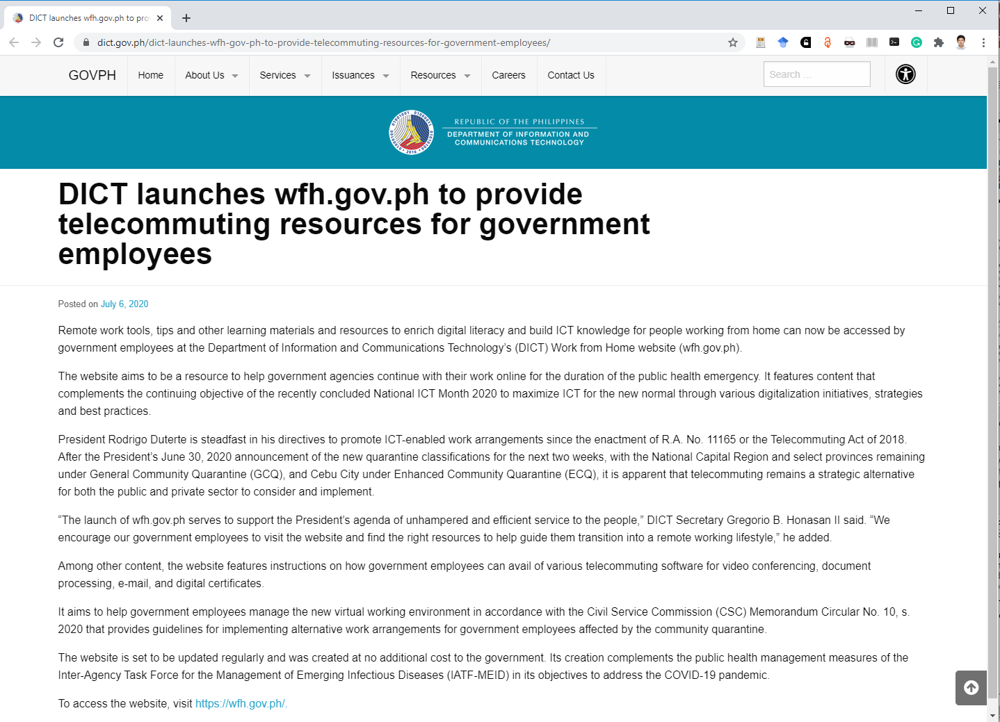 DICT launches wfh.gov.ph to pro
dict.gov.ph/dict-launches-wfh-gov-ph-to-provide-telecommuting-resources-for-government-employees/
GOVPH Home About Us Services Issuances Resources Careers Contact Us Search ...
REPUBLIC OF THE PHILIPPINES
DEPARTMENT OF INFORMATION AND
COMMUNICATIONS TECHNOLOGY
DICT launches wfh.gov.ph to provide
telecommuting resources for government
employees
Posted on July 6, 2020
Remote work tools, tips and other learning materials and resources to enrich digital literacy and build ICT knowledge for people working from home can now be accessed by
government employees at the Department of Information and Communications Technology’s (DICT) Work from Home website (wfh.gov.ph).
The website aims to be a resource to help government agencies continue with their work online for the duration of the public health emergency. It features content that
complements the continuing objective of the recently concluded National ICT Month 2020 to maximize ICT for the new normal through various digitalization initiatives, strategies
and best practices.
President Rodrigo Duterte is steadfast in his directives to promote ICT-enabled work arrangements since the enactment of R.A. No. 11165 or the Telecommuting Act of 2018.
After the President’s June 30, 2020 announcement of the new quarantine classifications for the next two weeks, with the National Capital Region and select provinces remaining
under General Community Quarantine (GCQ), and Cebu City under Enhanced Community Quarantine (ECQ), it is apparent that telecommuting remains a strategic alternative
for both the public and private sector to consider and implement.
“The launch of wfh.gov.ph serves to support the President’s agenda of unhampered and efficient service to the people,” DICT Secretary Gregorio B. Honasan II said. “We
encourage our government employees to visit the website and find the right resources to help guide them transition into a remote working lifestyle,” he added.
Among other content, the website features instructions on how government employees can avail of various telecommuting software for video conferencing, document
processing, e-mail, and digital certificates.
It aims to help government employees manage the new virtual working environment in accordance with the Civil Service Commission (CSC) Memorandum Circular No. 10, s.
2020 that provides guidelines for implementing alternative work arrangements for government employees affected by the community quarantine.
The website is set to be updated regularly and was created at no additional cost to the government. Its creation complements the public health management measures of the
Inter-Agency Task Force for the Management of Emerging Infectious Diseases (IATF-MEID) in its objectives to address the COVID-19 pandemic.
To access the website, visit https://wfh.gov.ph/.